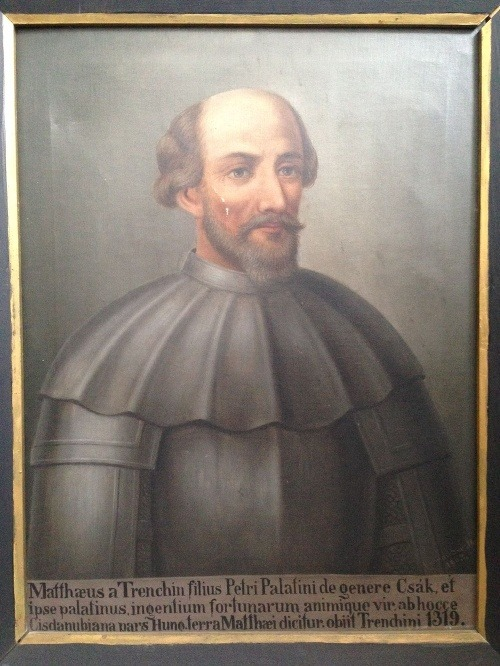 Matthæus a Trenchin filius Petri Palatini de genere Csák, et
ipse palatinus, ingentium fortunarum animique vir, ab hocce
Cisdanubiana pars Hung. terra Matthæi dicitur. obiit Trenchini 1319.